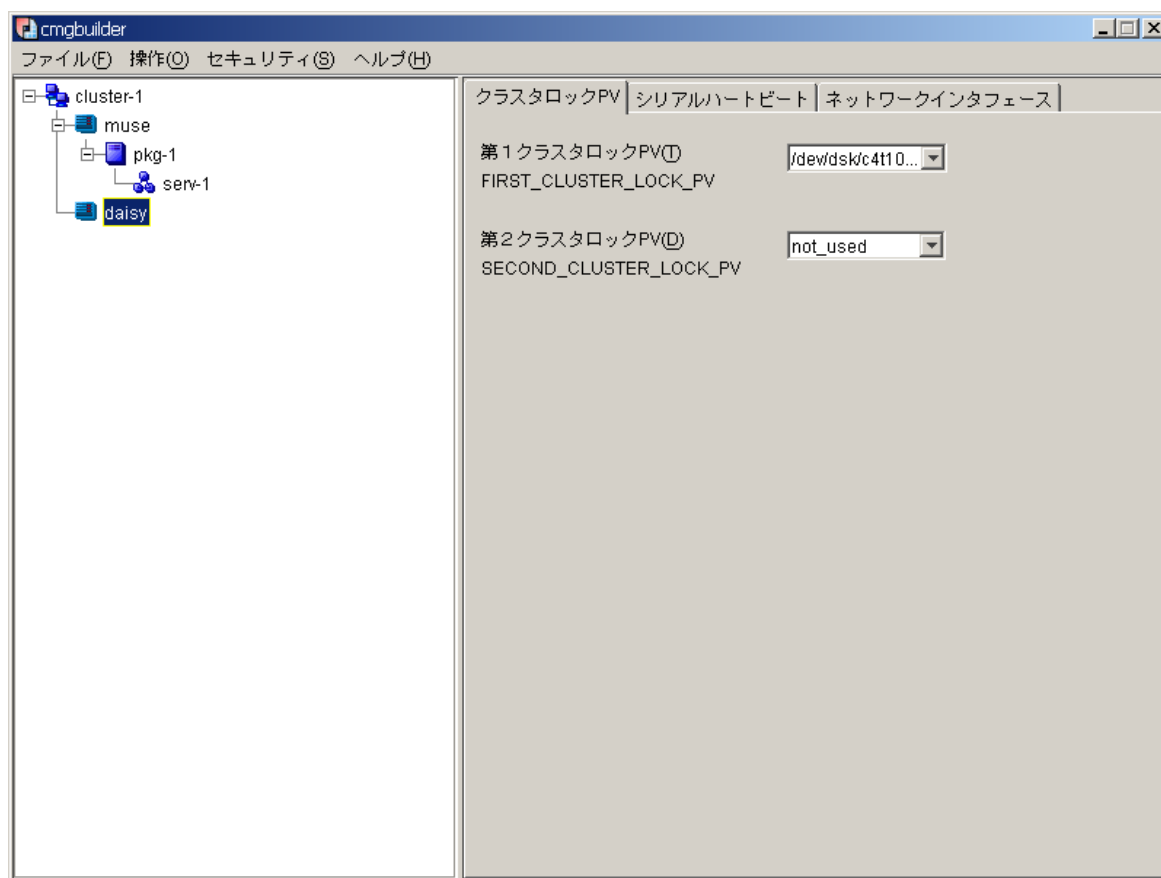 cmgbuilder
ファイル(F) 操作(O) セキュリティ(S) ヘルプ(H)
cluster-1
muse
pkg-1
serv-1
daisy
クラスタロックPV シリアルハートビート ネットワークインタフェース
第1クラスタロックPV(T)
/dev/dsk/c4t10...
FIRST_CLUSTER_LOCK_PV
第2クラスタロックPV(D)
not_used
SECOND_CLUSTER_LOCK_PV